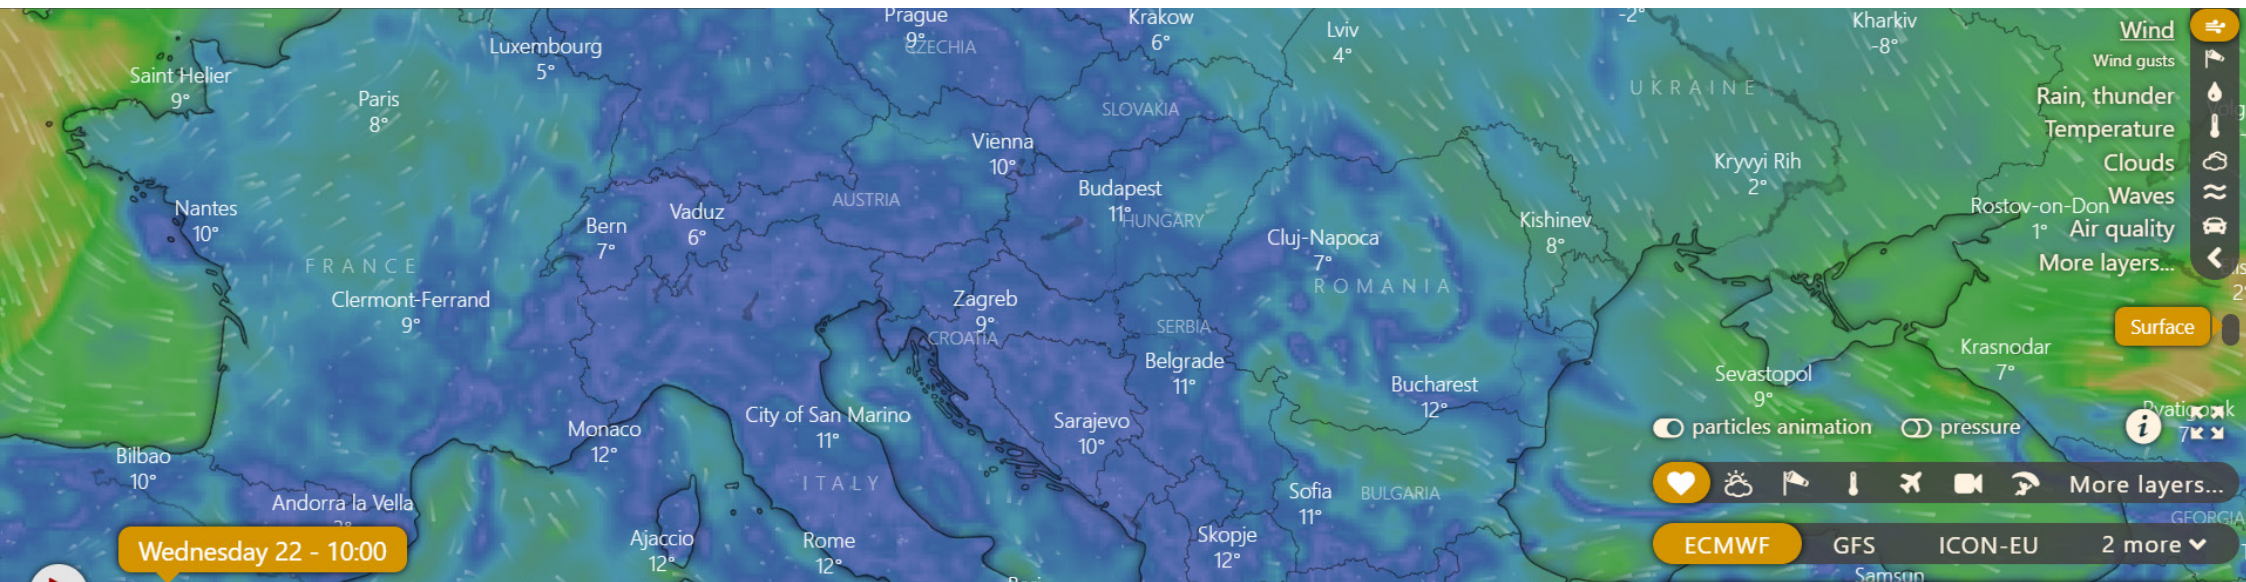 Prague
9°
CZECHIA
Krakow
6°
Lviv
4°
-2°
Kharkiv
-8°
Wind
Wind gusts
Rain, thunder
Temperature
Clouds
Waves
Air quality
More layers...
Luxembourg
5°
Saint Helier
9°
Paris
8°
UKRAINE
SLOVAKIA
Vienna
10°
Kryvyi Rih
2°
Budapest
11°
HUNGARY
AUSTRIA
Nantes
10°
Bern
7°
Vaduz
6°
Kishinev
8°
Rostov-on-Don
1°
Cluj-Napoca
7°
FRANCE
ROMANIA
Clermont-Ferrand
9°
Zagreb
9°
CROATIA
SERBIA
Surface
Belgrade
11°
Krasnodar
7°
Sevastopol
9°
Bucharest
12°
City of San Marino
11°
Sarajevo
10°
Monaco
12°
particles animation
pressure
Bilbao
10°
ITALY
Andorra la Vella
Sofia
11°
BULGARIA
More layers...
GEORGIA
Wednesday 22 - 10:00
Ajaccio
12°
Rome
12°
Skopje
12°
ECMWF
GFS
ICON-EU
2 more
Samsun